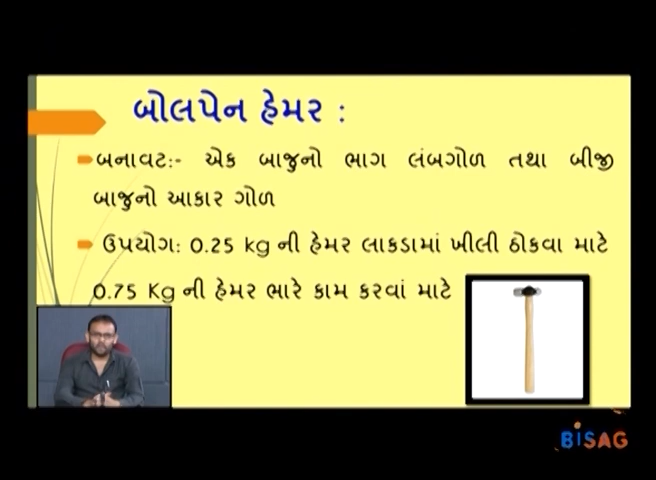 બોલપેન હેમર :
બનાવટ:- એક બાજુનો ભાગ લંબગોળ તથા બીજી
બાજુનો આકાર ગોળ
ઉપયોગ: 0.25 kg ની હેમર લાકડામાં ખીલી ઠોકવા માટે
0.75 Kg ની હેમર ભારે કામ કરવાં માટે
BISAG